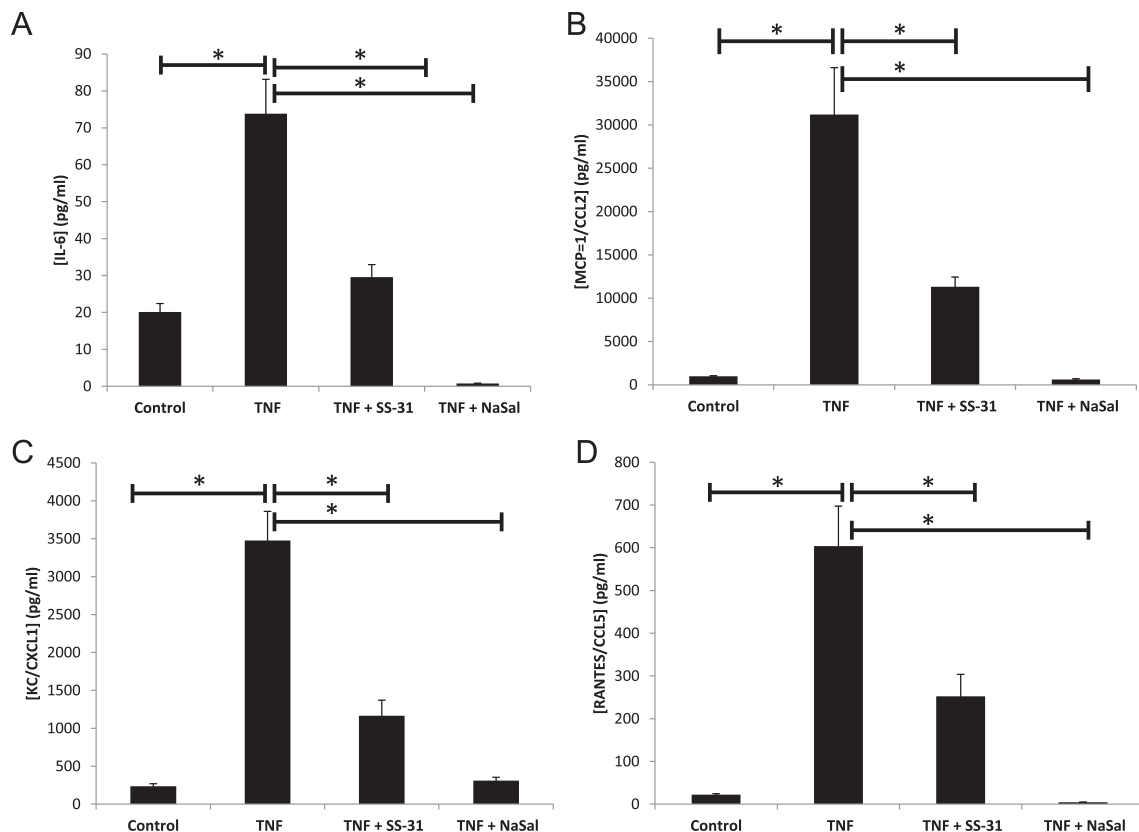 A
[IL-6] (pg/ml)
90
80
70
60
50
40
30
20
10
0
* * *
Control TNF TNF + SS-31 TNF + NaSal
B
[MCP=1/CCL2] (pg/ml)
40000
35000
30000
25000
20000
15000
10000
5000
0
* * *
Control TNF TNF + SS-31 TNF + NaSal
C
[KC/CXCL1] (pg/ml)
4500
4000
3500
3000
2500
2000
1500
1000
500
0
* * *
Control TNF TNF + SS-31 TNF + NaSal
D
[RANTES/CCL5] (pg/ml)
800
700
600
500
400
300
200
100
0
* * *
Control TNF TNF + SS-31 TNF + NaSal